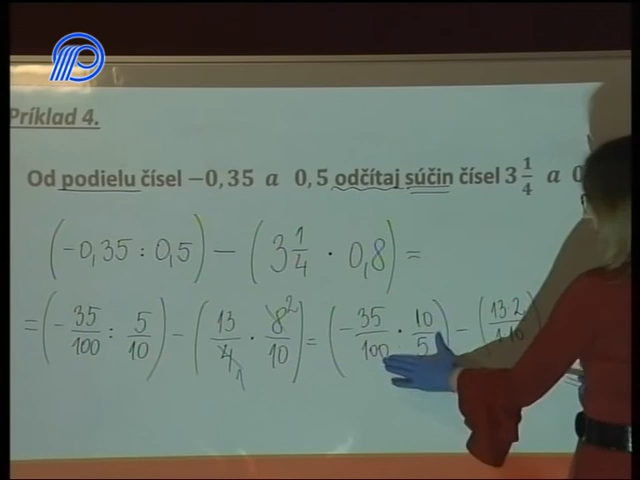 Príklad 4.
Od podielu čísel −0,35 a 0,5 odčítaj súčin čísel 3 1/4 a 0
(−0,35 : 0,5) − (3 1/4 · 0,8) =
= (−35/100 : 5/10) − (13/4 1 · 8 2/10) = (−35/100 · 10/5) − (13·2/1·10)